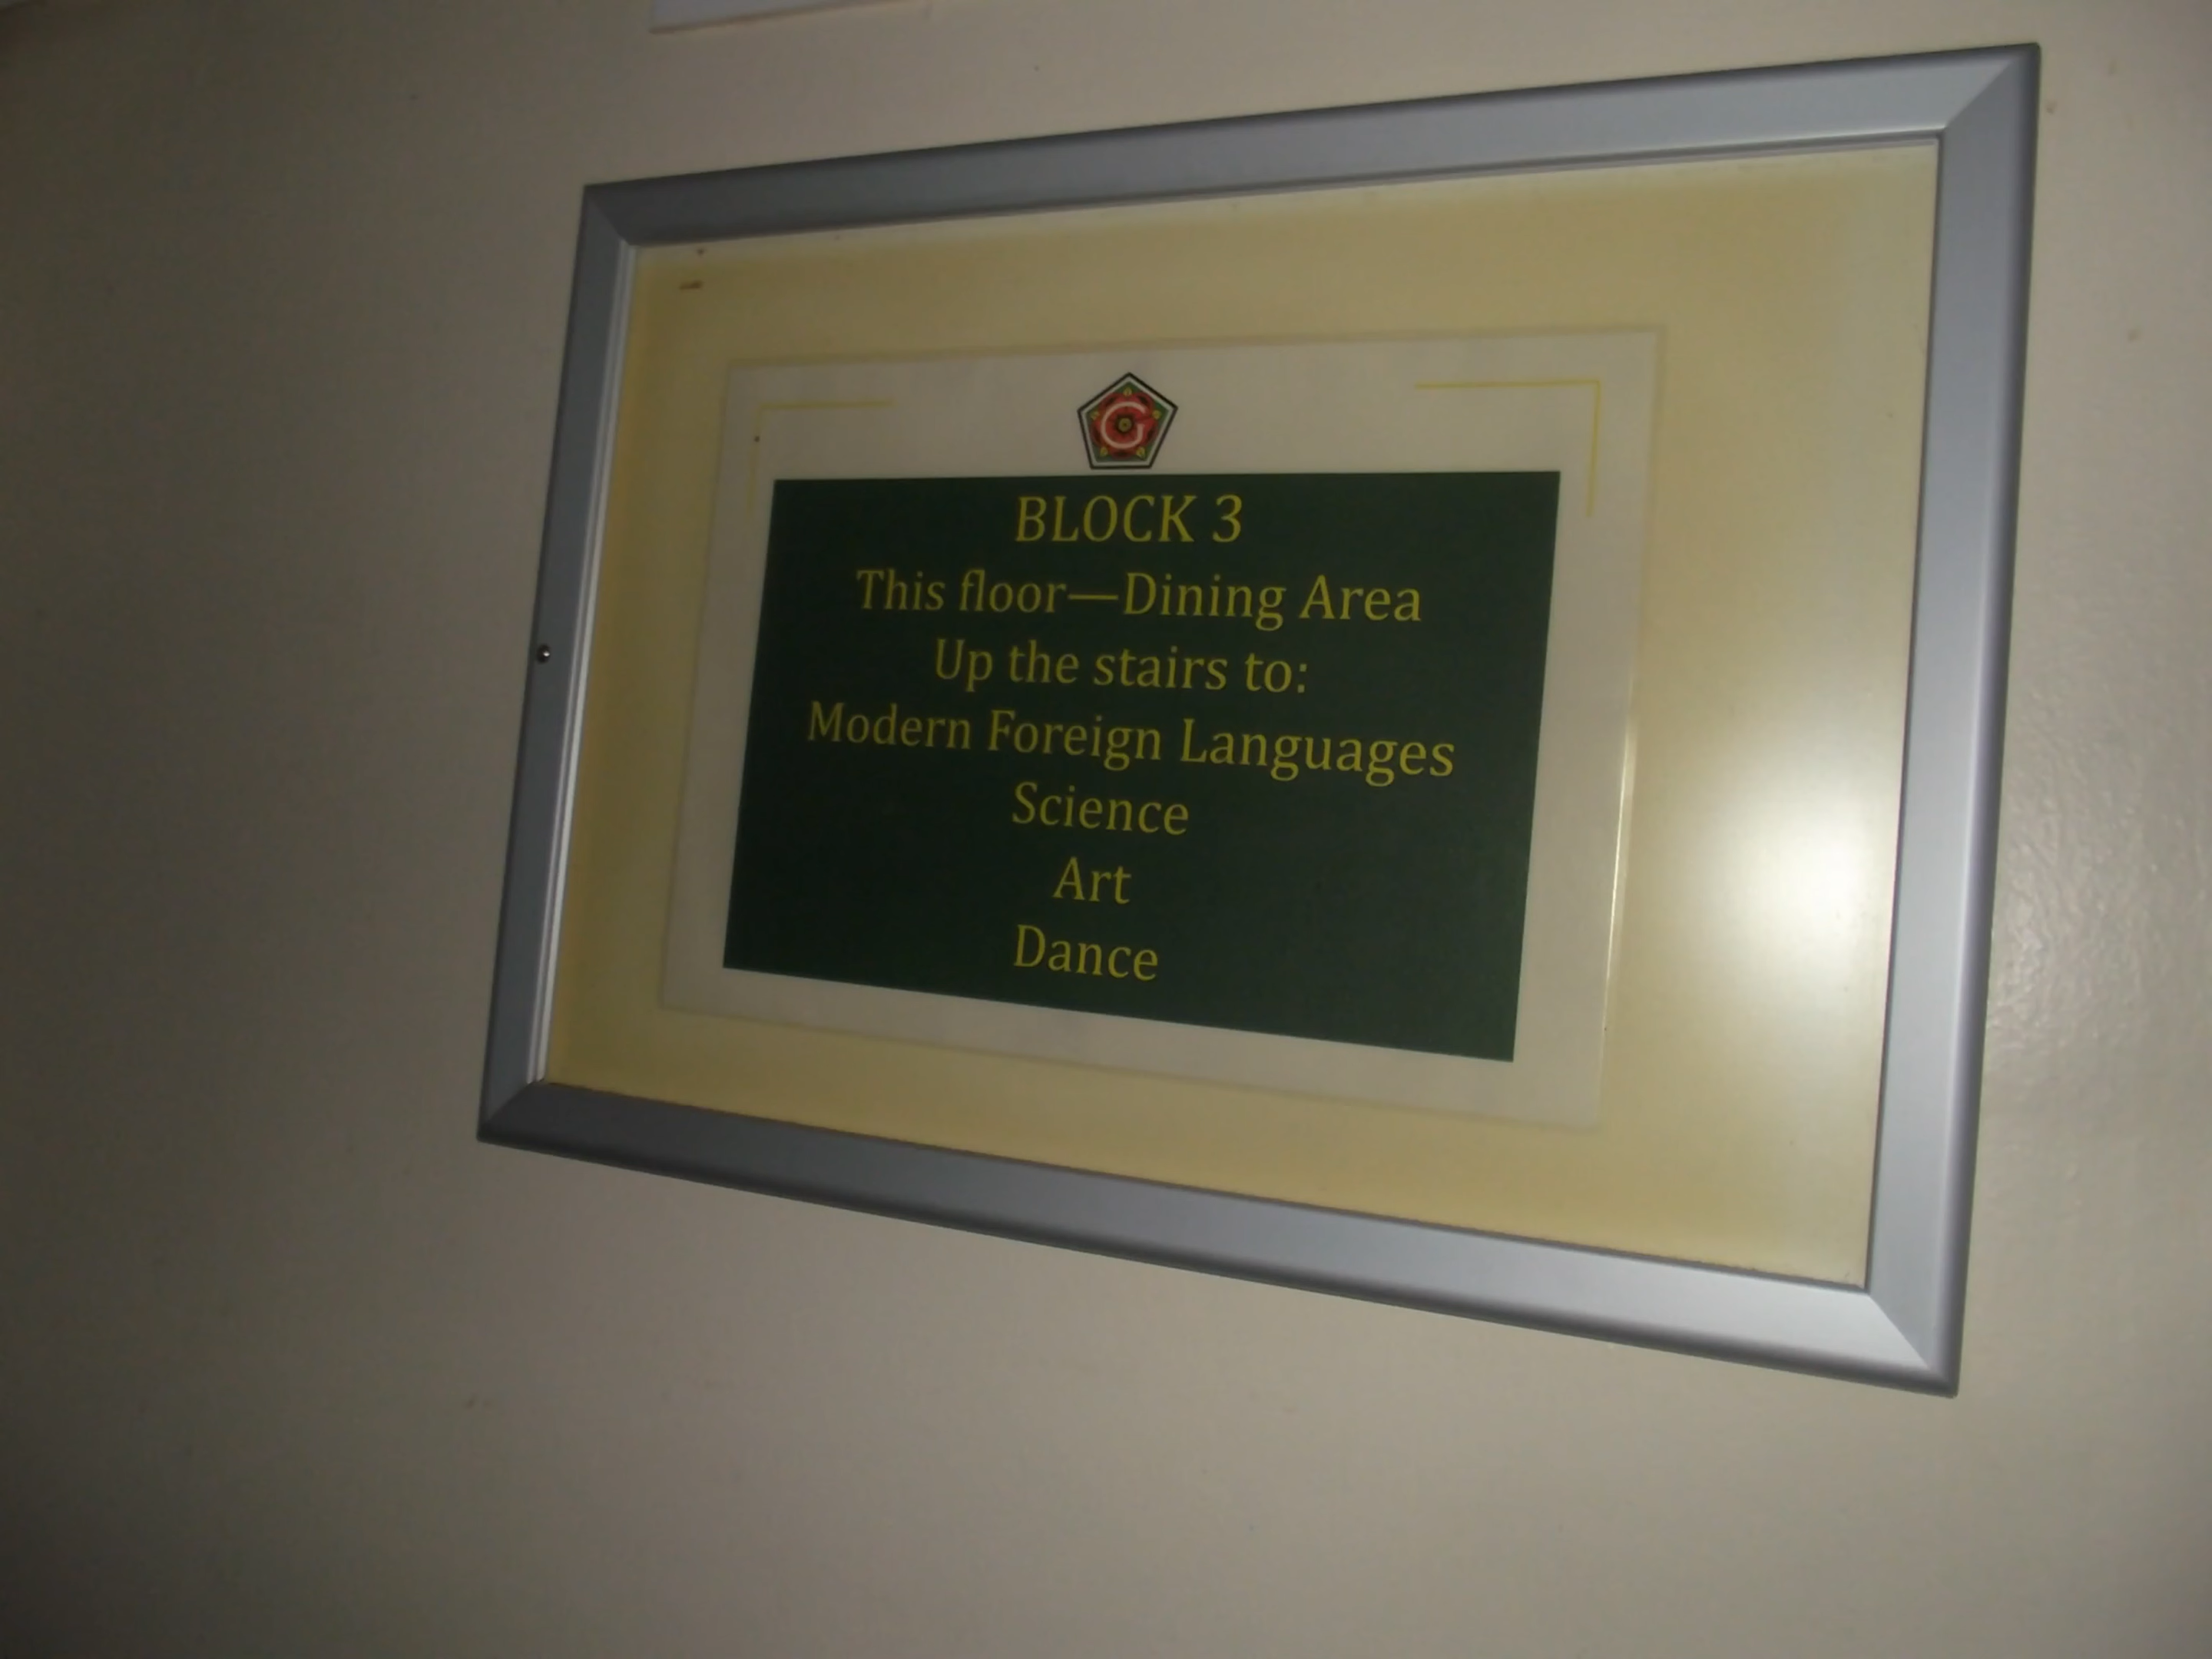 G
BLOCK 3
This floor—Dining Area
Up the stairs to:
Modern Foreign Languages
Science
Art
Dance